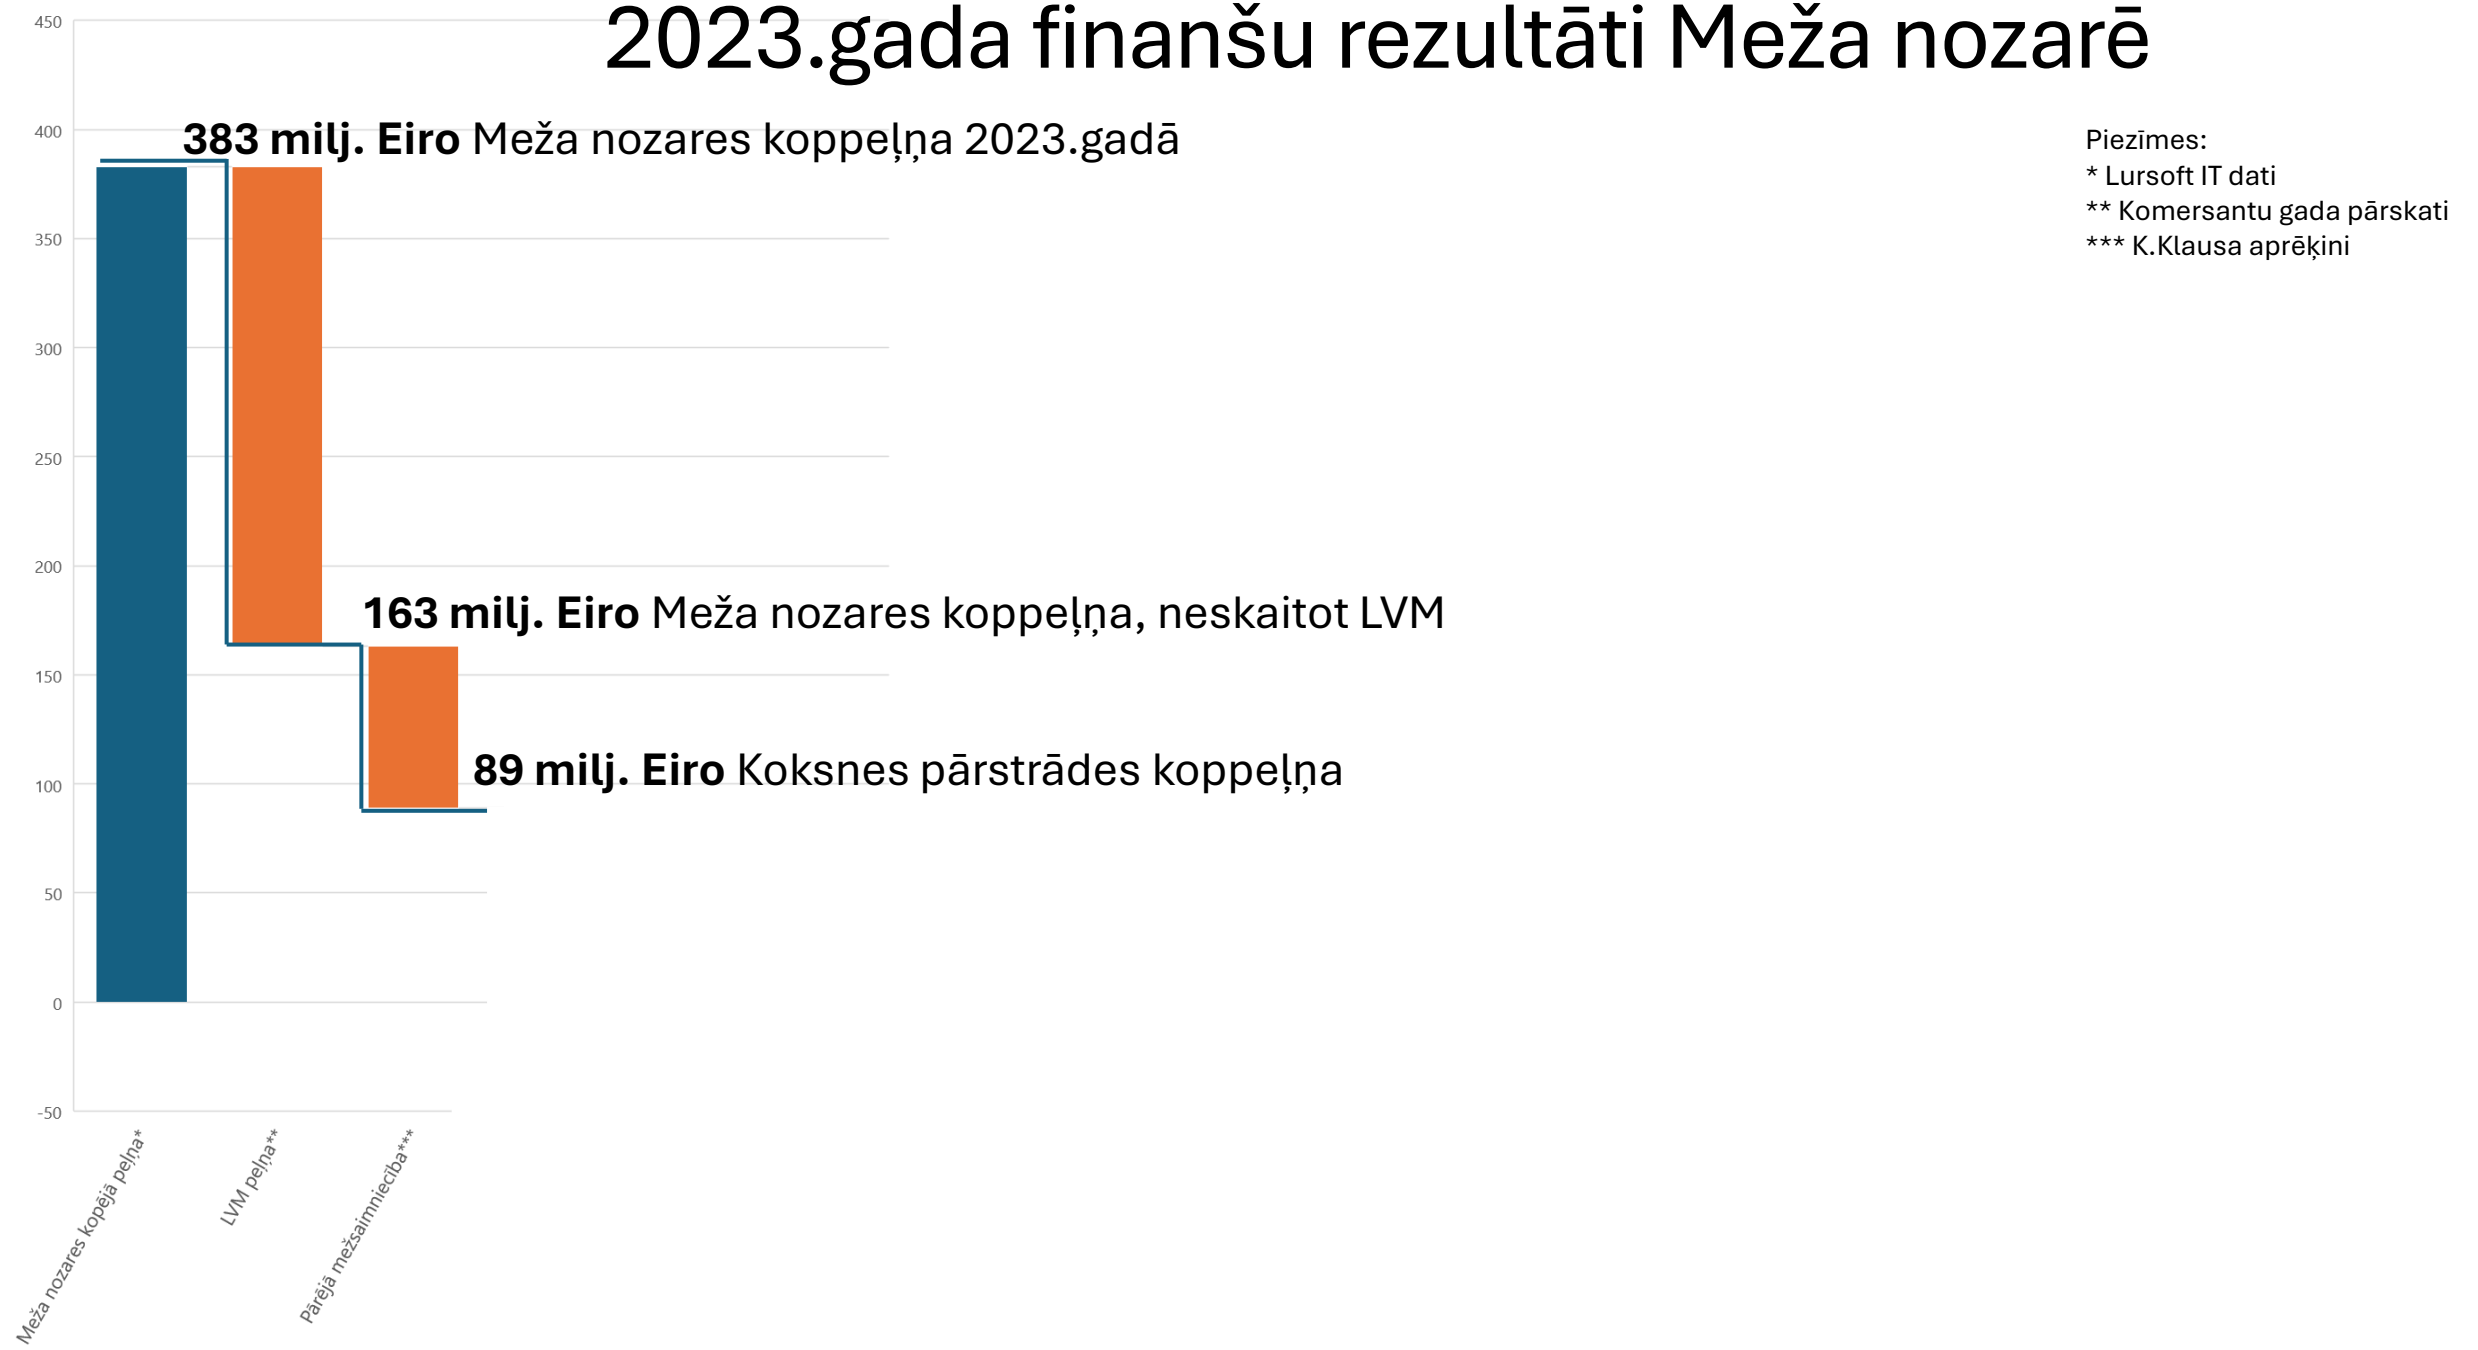 2023.gada finanšu rezultāti Meža nozarē
450
400
350
300
250
200
150
100
50
0
-50
383 milj. Eiro Meža nozares koppeļņa 2023.gadā
163 milj. Eiro Meža nozares koppeļņa, neskaitot LVM
89 milj. Eiro Koksnes pārstrādes koppeļņa
Piezīmes:
* Lursoft IT dati
** Komersantu gada pārskati
*** K.Klausa aprēķini
Meža nozares kopējā peļņa*
LVM peļņa**
Pārējā mežsaimniecība***